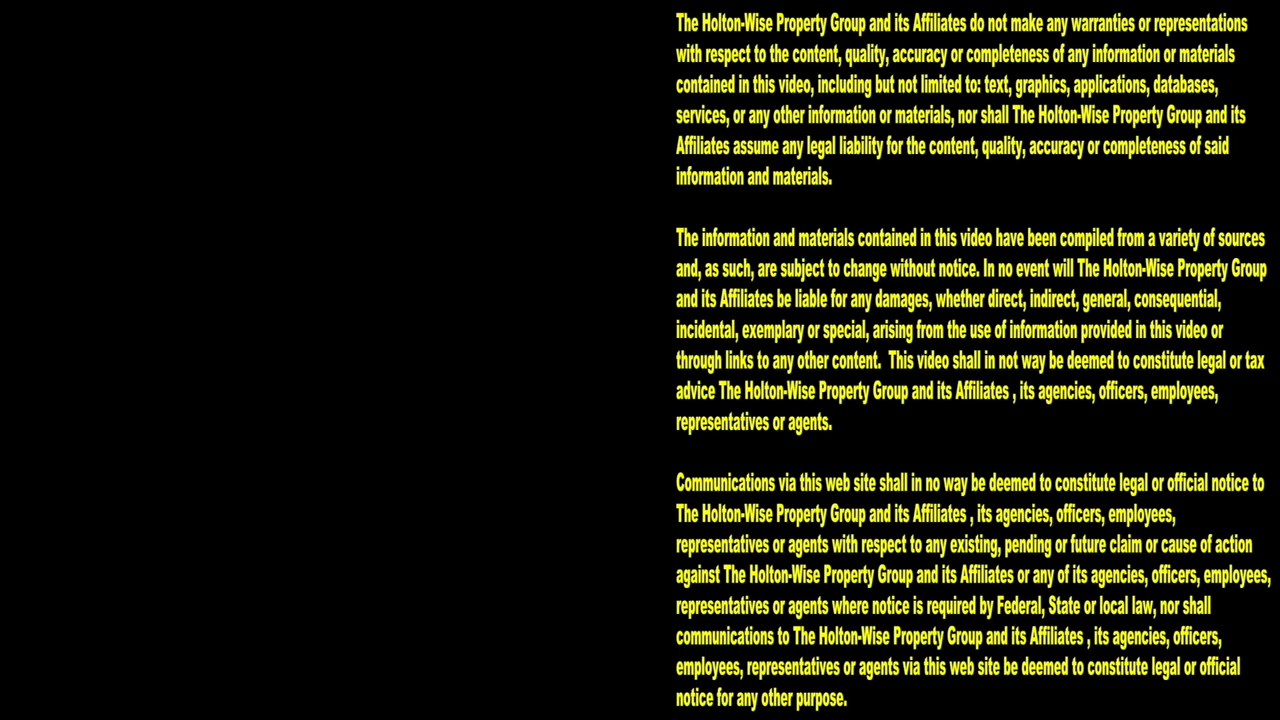 The Holton-Wise Property Group and its Affiliates do not make any warranties or representations
with respect to the content, quality, accuracy or completeness of any information or materials
contained in this video, including but not limited to: text, graphics, applications, databases,
services, or any other information or materials, nor shall The Holton-Wise Property Group and its
Affiliates assume any legal liability for the content, quality, accuracy or completeness of said
information and materials.
The information and materials contained in this video have been compiled from a variety of sources
and, as such, are subject to change without notice. In no event will The Holton-Wise Property Group
and its Affiliates be liable for any damages, whether direct, indirect, general, consequential,
incidental, exemplary or special, arising from the use of information provided in this video or
through links to any other content.  This video shall in not way be deemed to constitute legal or tax
advice The Holton-Wise Property Group and its Affiliates , its agencies, officers, employees,
representatives or agents.
Communications via this web site shall in no way be deemed to constitute legal or official notice to
The Holton-Wise Property Group and its Affiliates , its agencies, officers, employees,
representatives or agents with respect to any existing, pending or future claim or cause of action
against The Holton-Wise Property Group and its Affiliates or any of its agencies, officers, employees,
representatives or agents where notice is required by Federal, State or local law, nor shall
communications to The Holton-Wise Property Group and its Affiliates , its agencies, officers,
employees, representatives or agents via this web site be deemed to constitute legal or official
notice for any other purpose.